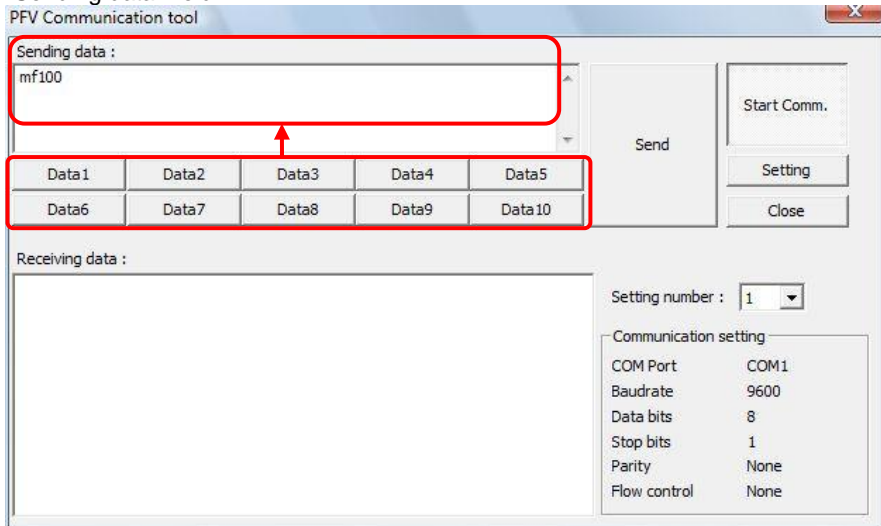 PFV Communication tool
Sending data :
mf100
Send
Start Comm.
Setting
Close
Data1 Data2 Data3 Data4 Data5
Data6 Data7 Data8 Data9 Data10
Receiving data :
Setting number : 1
Communication setting
COM Port COM1
Baudrate 9600
Data bits 8
Stop bits 1
Parity None
Flow control None